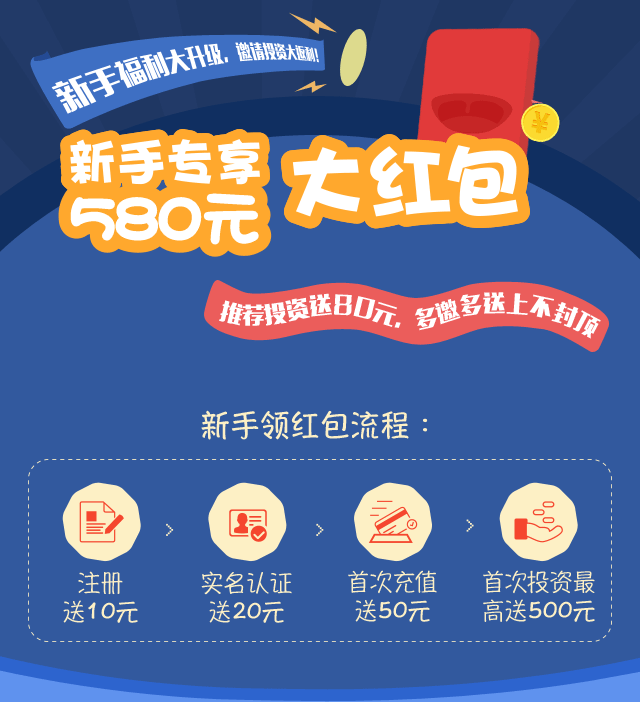 新手福利大升级，邀请投资大返利！
新手专享
580元
大红包
推荐投资送80元，多邀多送上不封顶
新手领红包流程：
注册
送10元
实名认证
送20元
首次充值
送50元
首次投资最
高送500元